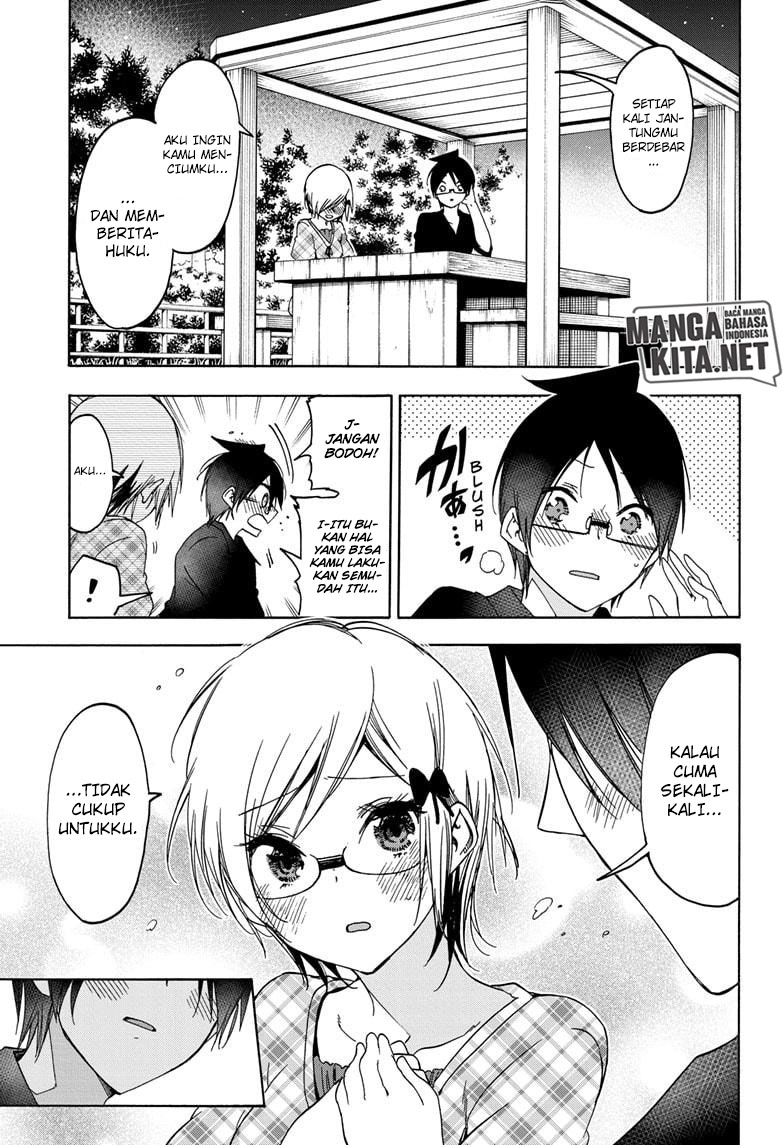 SETIAP
KALI JAN-
TUNGMU
BERDEBAR
...
AKU INGIN
KAMU MEN-
CIUMKU...
...
DAN MEM-
BERITA-
HUKU.
MANGA
KITA.NET
BACA MANGA
BAHASA
INDONESIA
かぁ…
BLUSH
J-
JANGAN
BODOH!
I-ITU BU-
KAN HAL
YANG BISA
KAMU LAKU-
KAN SEMU-
DAH ITU...
AKU...
!
KALAU
CUMA
SEKALI-
KALI...
...TIDAK
CUKUP
UNTUKKU.